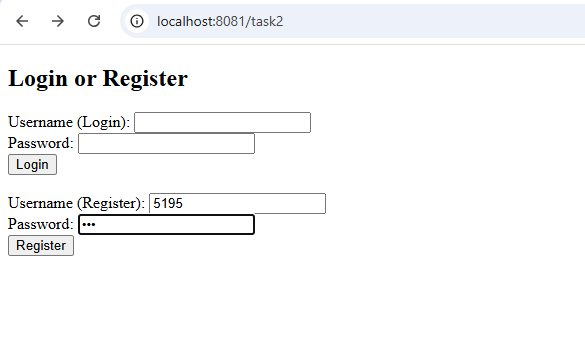 localhost:8081/task2
Login or Register
Username (Login):
Password:
Login
Username (Register): 5195
Password: •••
Register